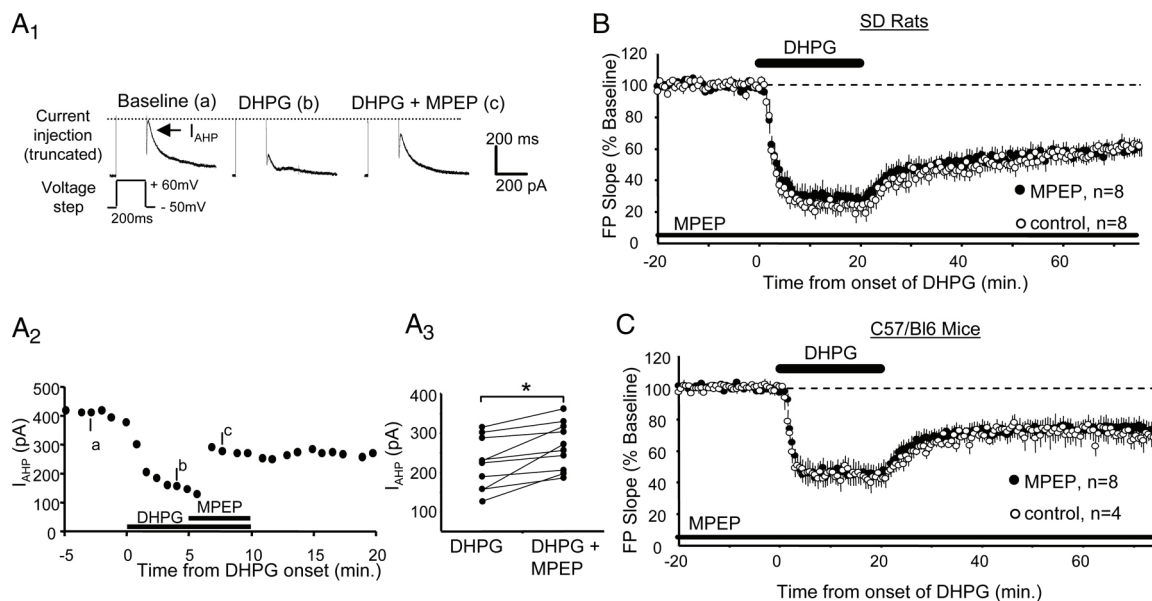 A1
Baseline (a) DHPG (b) DHPG + MPEP (c)
Current
injection
(truncated)
IAHP
200 ms
200 pA
Voltage
step
+ 60mV
- 50mV
200ms
A2
500
400
300
200
100
0
IAHP (pA)
a
b
c
DHPG
MPEP
-5 0 5 10 15 20
Time from DHPG onset (min.)
A3
400
300
200
100
IAHP (pA)
*
DHPG
DHPG +
MPEP
B
SD Rats
DHPG
120
100
80
60
40
20
0
FP Slope (% Baseline)
MPEP, n=8
control, n=8
MPEP
-20 0 20 40 60
Time from onset of DHPG (min.)
C
C57/Bl6 Mice
DHPG
120
100
80
60
40
20
0
FP Slope (% Baseline)
MPEP, n=8
control, n=4
MPEP
-20 0 20 40 60
Time from onset of DHPG (min.)